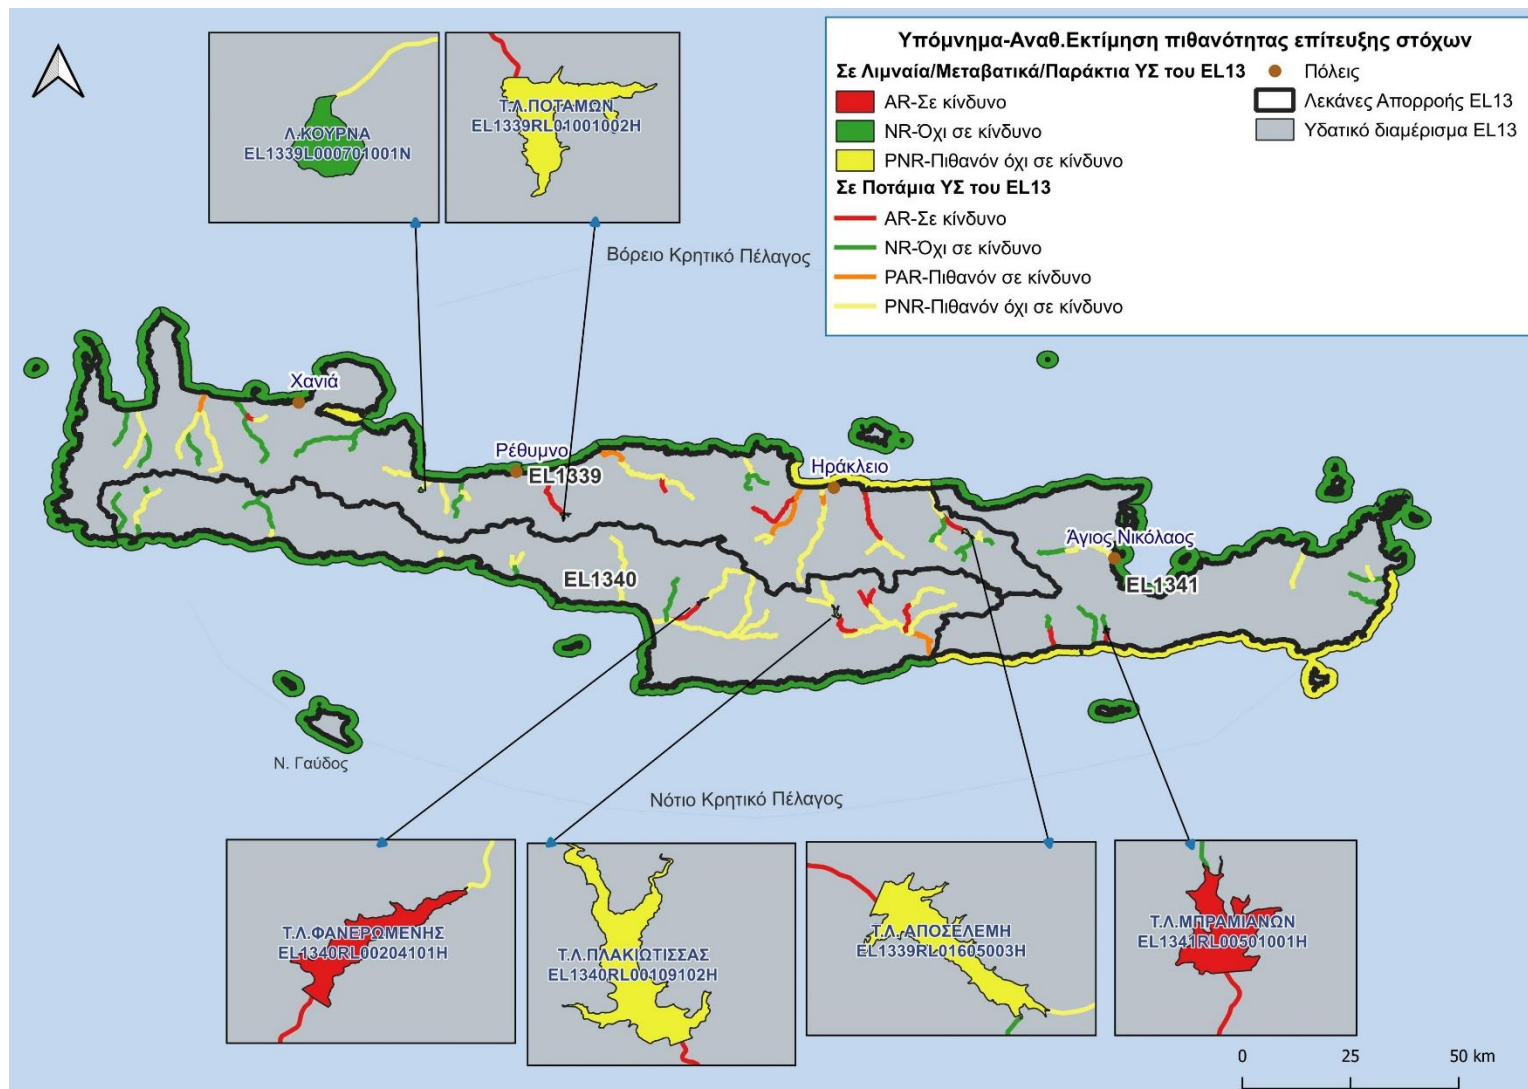 Υπόμνημα-Αναθ.Εκτίμηση πιθανότητας επίτευξης στόχων
Σε Λιμναία/Μεταβατικά/Παράκτια ΥΣ του EL13
AR-Σε κίνδυνο
NR-Όχι σε κίνδυνο
PNR-Πιθανόν όχι σε κίνδυνο
Σε Ποτάμια ΥΣ του EL13
AR-Σε κίνδυνο
NR-Όχι σε κίνδυνο
PAR-Πιθανόν σε κίνδυνο
PNR-Πιθανόν όχι σε κίνδυνο
Πόλεις
Λεκάνες Απορροής EL13
Υδατικό διαμέρισμα EL13
Λ.ΚΟΥΡΝΑ
EL1339L000701001N
Τ.Λ.ΠΟΤΑΜΩΝ
EL1339RL01001002H
Βόρειο Κρητικό Πέλαγος
Χανιά
Ρέθυμνο
EL1339
Ηράκλειο
Άγιος Νικόλαος
EL1340
EL1341
Ν. Γαύδος
Νότιο Κρητικό Πέλαγος
Τ.Λ.ΦΑΝΕΡΩΜΕΝΗΣ
EL1340RL00204101H
Τ.Λ.ΠΛΑΚΙΩΤΙΣΣΑΣ
EL1340RL00109102H
Τ.Λ.ΑΠΟΣΕΛΕΜΗ
EL1339RL01605003H
Τ.Λ.ΜΠΡΑΜΙΑΝΩΝ
EL1341RL00501001H
0 25 50 km